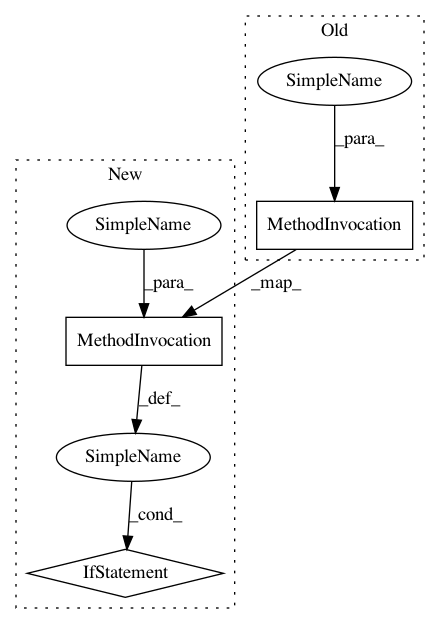 Old
SimpleName
_para_
MethodInvocation
New
SimpleName
_para_
_map_
MethodInvocation
_def_
SimpleName
_cond_
IfStatement